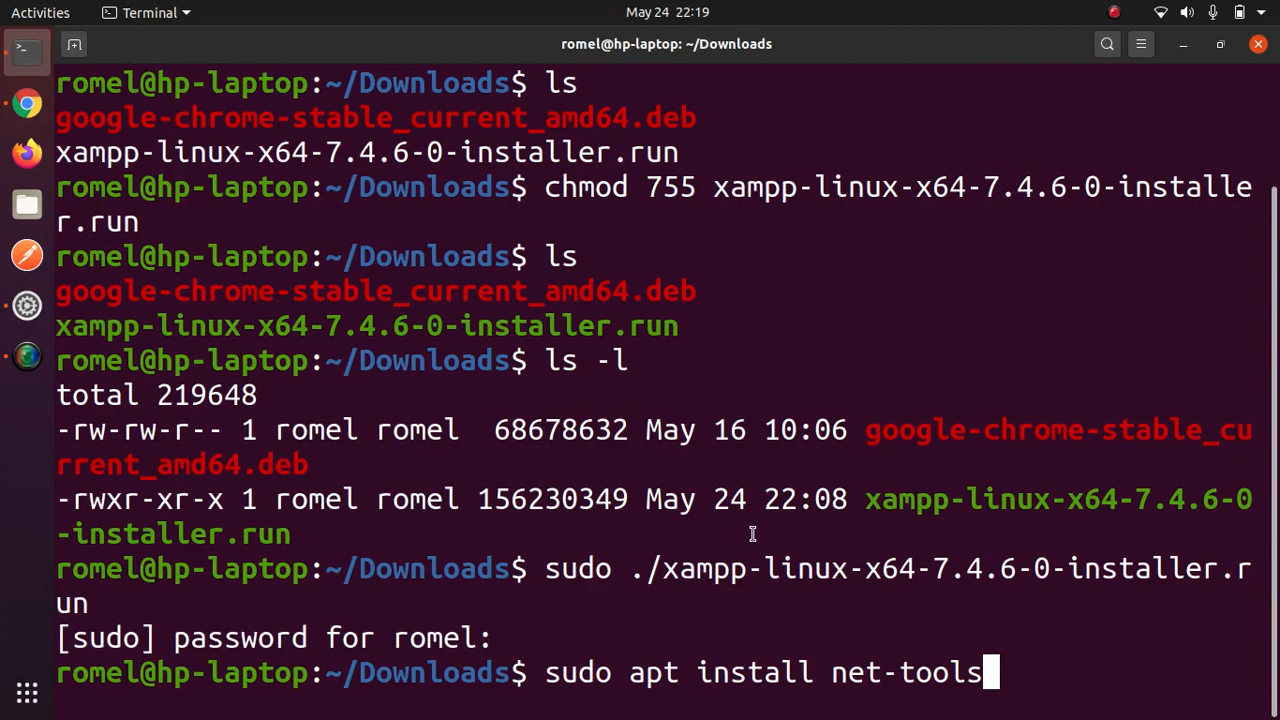 Activities Terminal May 24 22:19
romel@hp-laptop: ~/Downloads
romel@hp-laptop:~/Downloads$ ls
google-chrome-stable_current_amd64.deb
xampp-linux-x64-7.4.6-0-installer.run
romel@hp-laptop:~/Downloads$ chmod 755 xampp-linux-x64-7.4.6-0-installe
r.run
romel@hp-laptop:~/Downloads$ ls
google-chrome-stable_current_amd64.deb
xampp-linux-x64-7.4.6-0-installer.run
romel@hp-laptop:~/Downloads$ ls -l
total 219648
-rw-rw-r-- 1 romel romel  68678632 May 16 10:06 google-chrome-stable_cu
rrent_amd64.deb
-rwxr-xr-x 1 romel romel 156230349 May 24 22:08 xampp-linux-x64-7.4.6-0
-installer.run
romel@hp-laptop:~/Downloads$ sudo ./xampp-linux-x64-7.4.6-0-installer.r
un
[sudo] password for romel:
romel@hp-laptop:~/Downloads$ sudo apt install net-tools